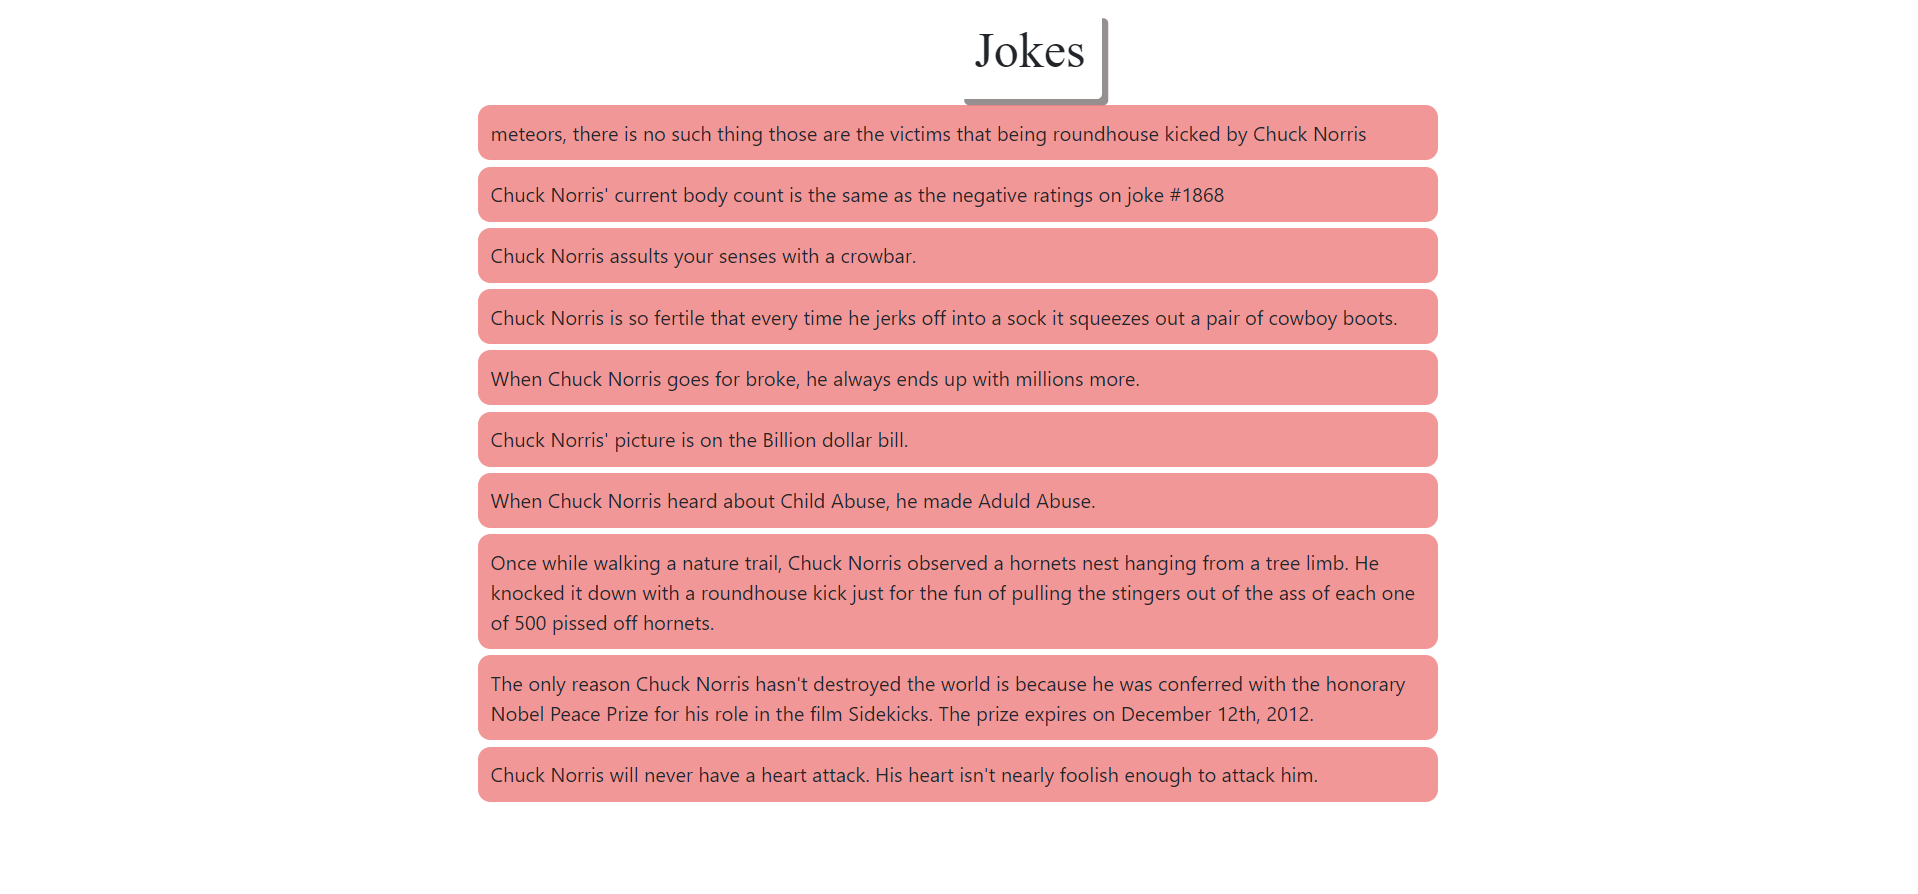 Jokes
meteors, there is no such thing those are the victims that being roundhouse kicked by Chuck Norris
Chuck Norris' current body count is the same as the negative ratings on joke #1868
Chuck Norris assults your senses with a crowbar.
Chuck Norris is so fertile that every time he jerks off into a sock it squeezes out a pair of cowboy boots.
When Chuck Norris goes for broke, he always ends up with millions more.
Chuck Norris' picture is on the Billion dollar bill.
When Chuck Norris heard about Child Abuse, he made Aduld Abuse.
Once while walking a nature trail, Chuck Norris observed a hornets nest hanging from a tree limb. He
knocked it down with a roundhouse kick just for the fun of pulling the stingers out of the ass of each one
of 500 pissed off hornets.
The only reason Chuck Norris hasn't destroyed the world is because he was conferred with the honorary
Nobel Peace Prize for his role in the film Sidekicks. The prize expires on December 12th, 2012.
Chuck Norris will never have a heart attack. His heart isn't nearly foolish enough to attack him.